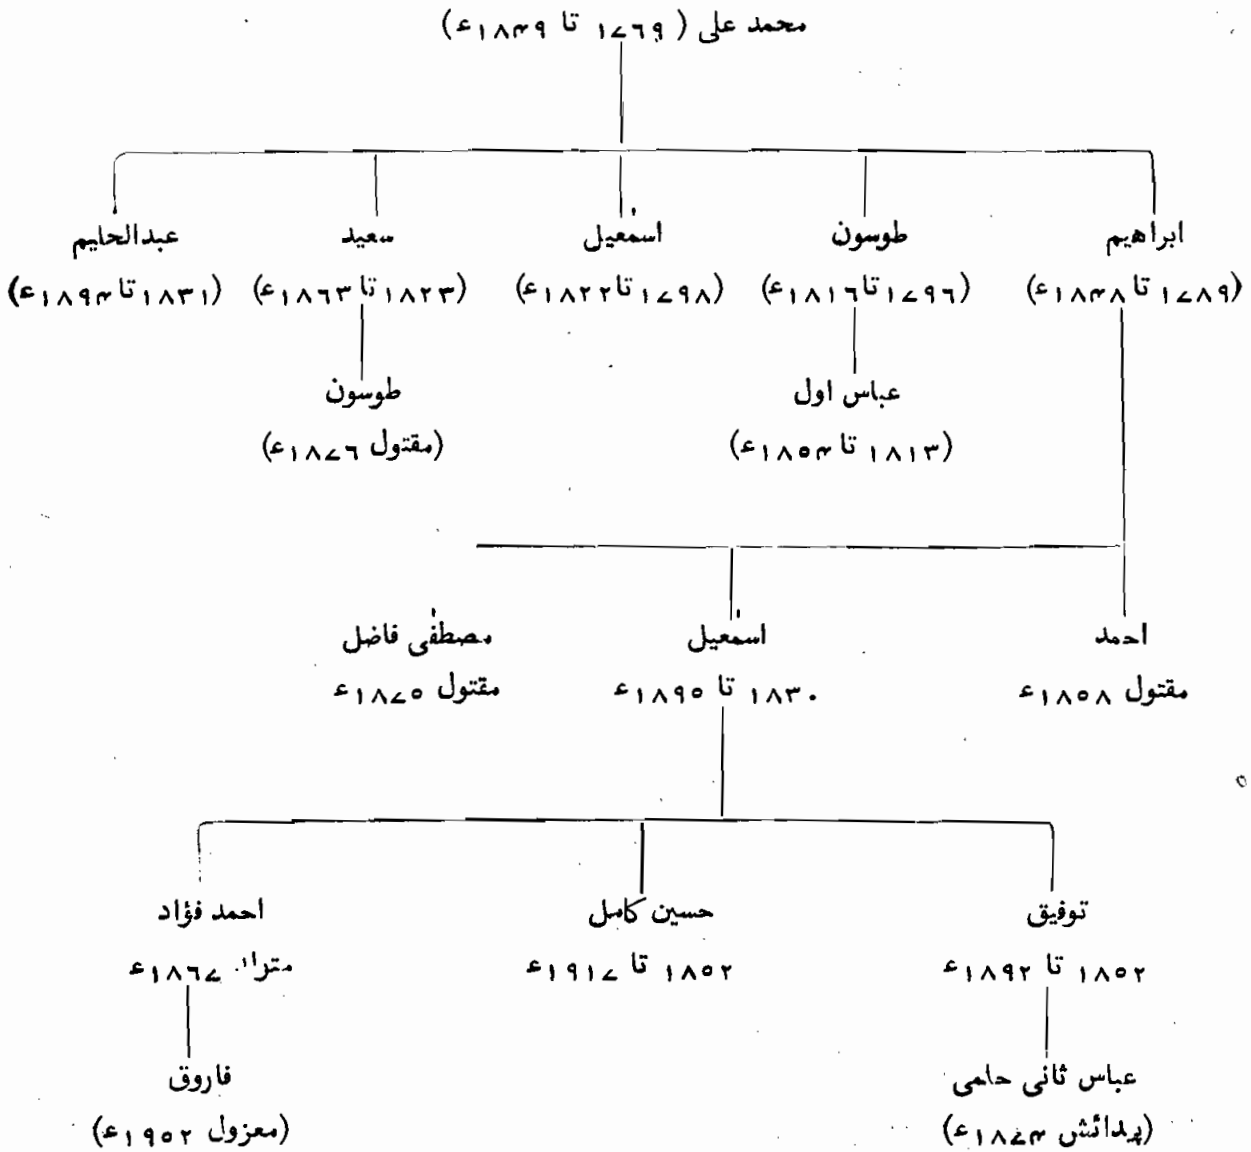 محمد علی (۱۷۶۹ تا ۱۸۴۹ء)
ابراهیم
(۱۷۸۹ تا ۱۸۴۸ء)
طوسون
(۱۷۹۶ تا ۱۸۱۶ء)
اسمٰعیل
(۱۷۹۸ تا ۱۸۲۲ء)
سعید
(۱۸۲۳ تا ۱۸۶۳ء)
عبدالحلیم
(۱۸۳۱ تا ۱۸۹۴ء)
عباس اول
(۱۸۱۳ تا ۱۸۵۴ء)
طوسون
(مقتول ۱۸۷۶ء)
احمد
مقتول ۱۸۵۸ء
اسمٰعیل
۱۸۳۰ تا ۱۸۹۵ء
مصطفٰی فاضل
مقتول ۱۸۷۵ء
توفیق
۱۸۵۲ تا ۱۸۹۲ء
حسین کامل
۱۸۵۲ تا ۱۹۱۷ء
احمد فؤاد
۱۸۶۷ء
عباس ثانی حلمی
(پیدائش ۱۸۷۴ء)
فاروق
(معزول ۱۹۵۲ء)